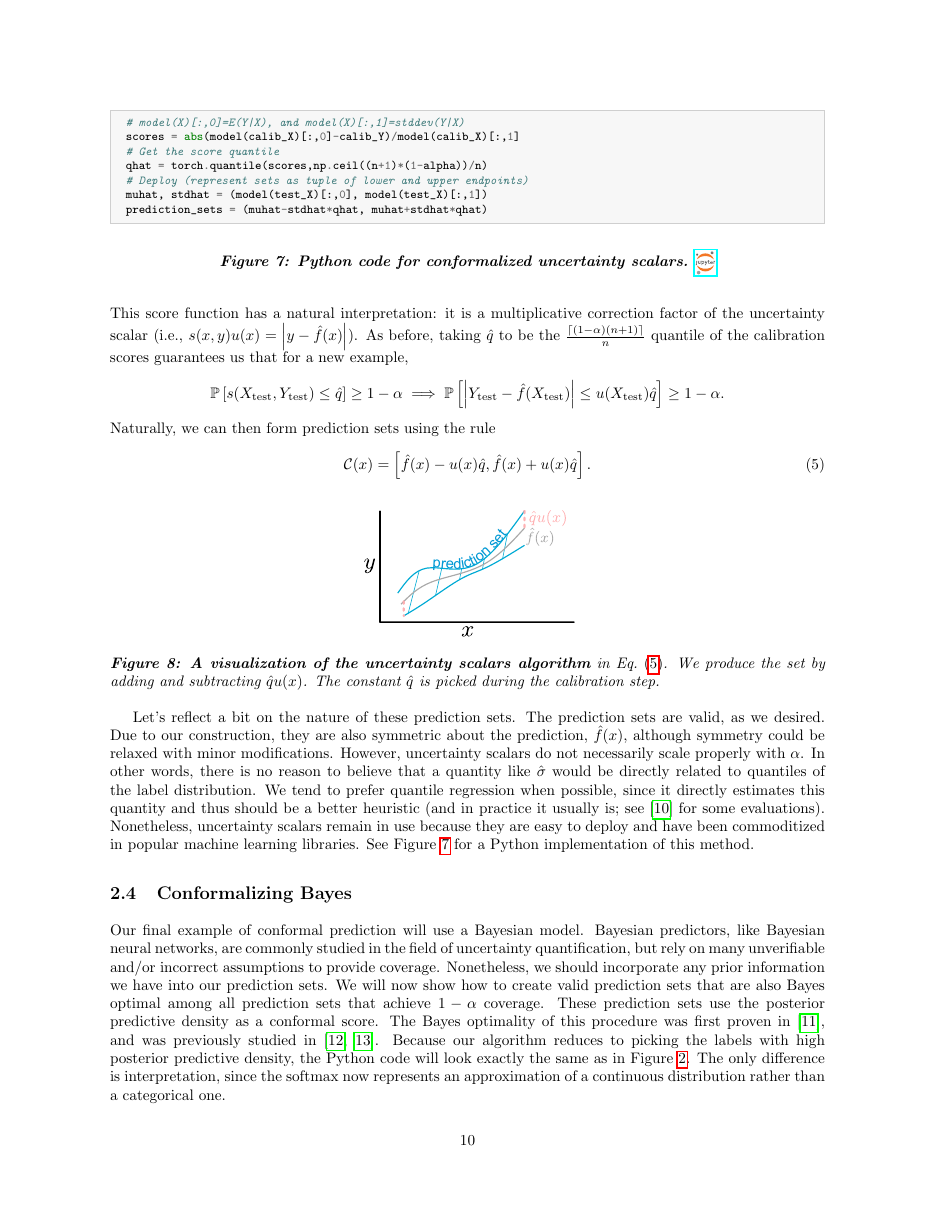 # model(X)[:,0]=E(Y|X), and model(X)[:,1]=stddev(Y|X)
scores = abs(model(calib_X)[:,0]-calib_Y)/model(calib_X)[:,1]
# Get the score quantile
qhat = torch.quantile(scores,np.ceil((n+1)*(1-alpha))/n)
# Deploy (represent sets as tuple of lower and upper endpoints)
muhat, stdhat = (model(test_X)[:,0], model(test_X)[:,1])
prediction_sets = (muhat-stdhat*qhat, muhat+stdhat*qhat)
Figure 7: Python code for conformalized uncertainty scalars. jupyter
This score function has a natural interpretation: it is a multiplicative correction factor of the uncertainty
scalar (i.e., s(x, y)u(x) = |y − f̂(x)|). As before, taking q̂ to be the ⌈(1−α)(n+1)⌉/n quantile of the calibration
scores guarantees us that for a new example,
ℙ [s(X_test, Y_test) ≤ q̂] ≥ 1 − α ⟹ ℙ [|Y_test − f̂(X_test)| ≤ u(X_test)q̂] ≥ 1 − α.
Naturally, we can then form prediction sets using the rule
𝒞(x) = [f̂(x) − u(x)q̂, f̂(x) + u(x)q̂] . (5)
q̂u(x)
f̂(x)
prediction set
y
x
Figure 8: A visualization of the uncertainty scalars algorithm in Eq. (5). We produce the set by
adding and subtracting q̂u(x). The constant q̂ is picked during the calibration step.
Let's reflect a bit on the nature of these prediction sets. The prediction sets are valid, as we desired.
Due to our construction, they are also symmetric about the prediction, f̂(x), although symmetry could be
relaxed with minor modifications. However, uncertainty scalars do not necessarily scale properly with α. In
other words, there is no reason to believe that a quantity like σ̂ would be directly related to quantiles of
the label distribution. We tend to prefer quantile regression when possible, since it directly estimates this
quantity and thus should be a better heuristic (and in practice it usually is; see [10] for some evaluations).
Nonetheless, uncertainty scalars remain in use because they are easy to deploy and have been commoditized
in popular machine learning libraries. See Figure 7 for a Python implementation of this method.
2.4 Conformalizing Bayes
Our final example of conformal prediction will use a Bayesian model. Bayesian predictors, like Bayesian
neural networks, are commonly studied in the field of uncertainty quantification, but rely on many unverifiable
and/or incorrect assumptions to provide coverage. Nonetheless, we should incorporate any prior information
we have into our prediction sets. We will now show how to create valid prediction sets that are also Bayes
optimal among all prediction sets that achieve 1 − α coverage. These prediction sets use the posterior
predictive density as a conformal score. The Bayes optimality of this procedure was first proven in [11],
and was previously studied in [12, 13]. Because our algorithm reduces to picking the labels with high
posterior predictive density, the Python code will look exactly the same as in Figure 2. The only difference
is interpretation, since the softmax now represents an approximation of a continuous distribution rather than
a categorical one.
10